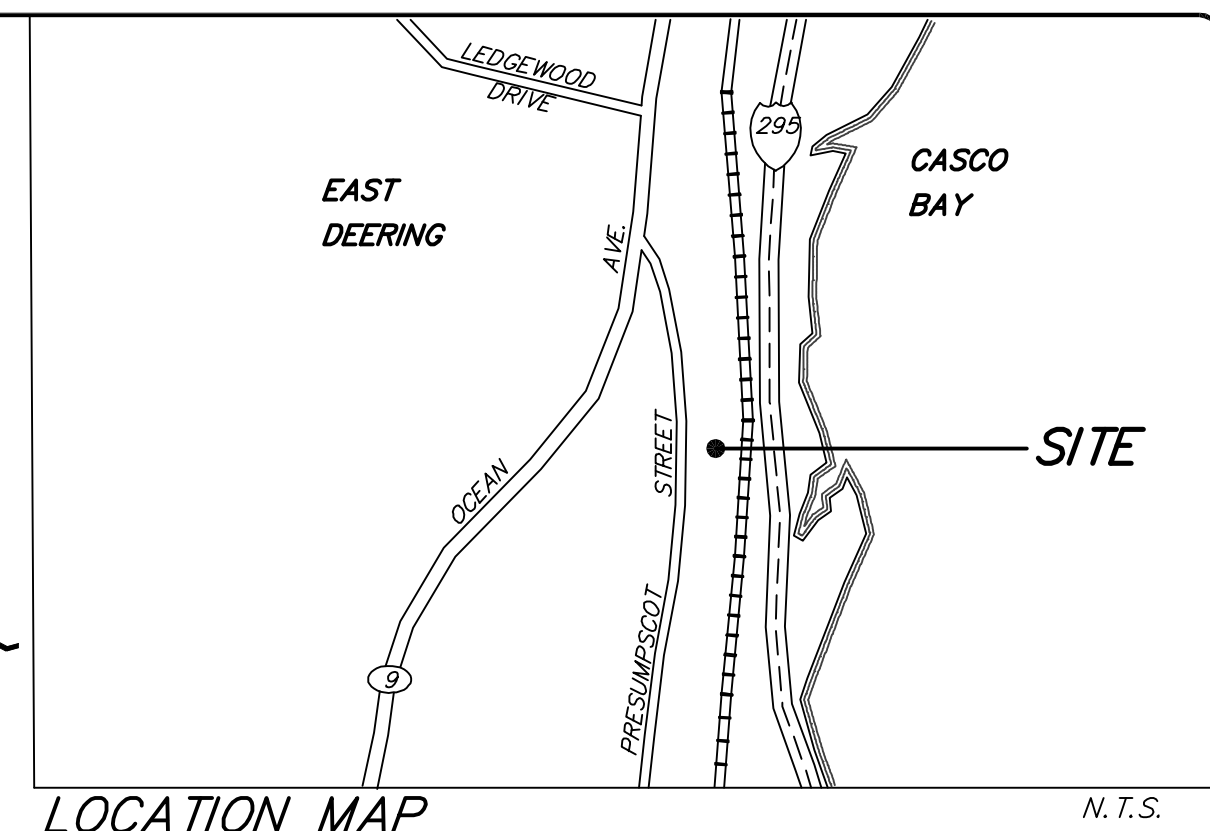 LEDGEWOOD
DRIVE
295
CASCO
BAY
EAST
DEERING
AVE.
OCEAN
STREET
SITE
PRESUMPSCOT
9
LOCATION MAP
N.T.S.